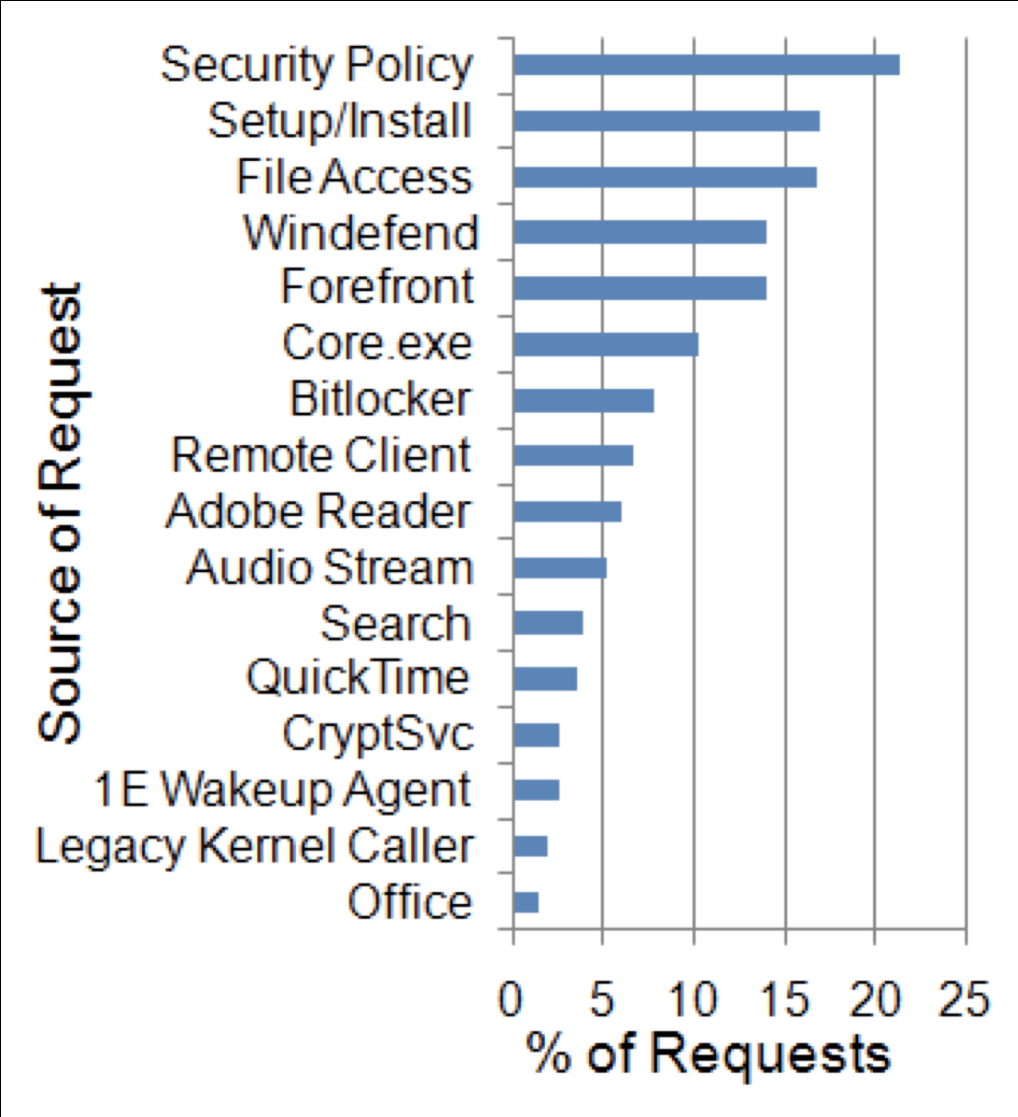 Source of Request
Security Policy
Setup/Install
File Access
Windefend
Forefront
Core.exe
Bitlocker
Remote Client
Adobe Reader
Audio Stream
Search
QuickTime
CryptSvc
1E Wakeup Agent
Legacy Kernel Caller
Office
0 5 10 15 20 25
% of Requests